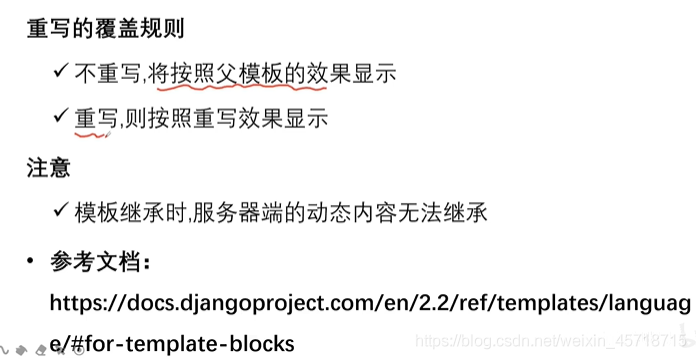 重写的覆盖规则
✓ 不重写,将按照父模板的效果显示
✓ 重写,则按照重写效果显示
注意
✓ 模板继承时,服务器端的动态内容无法继承
• 参考文档：
https://docs.djangoproject.com/en/2.2/ref/templates/languag
e/#for-template-blocks
https://blog.csdn.net/weixin_45718715